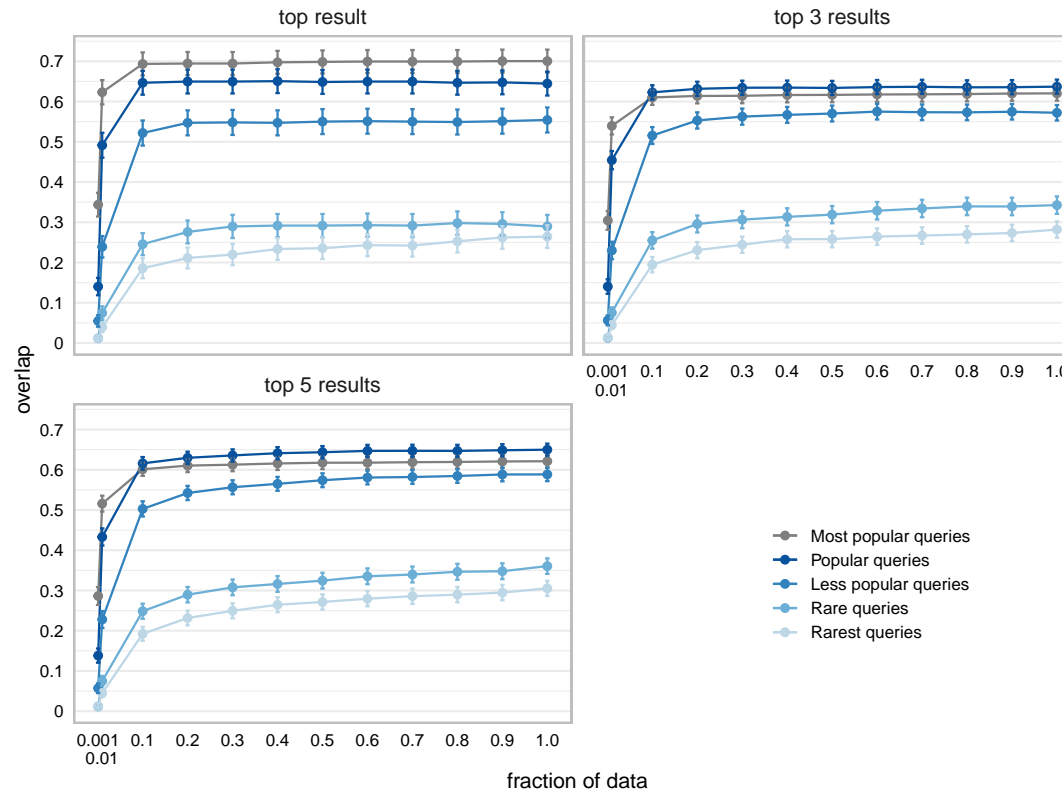 top result
top 3 results
0.7
0.6
0.5
0.4
0.3
0.2
0.1
0
0.001 0.1 0.2 0.3 0.4 0.5 0.6 0.7 0.8 0.9 1.0
0.01
overlap
top 5 results
0.7
0.6
0.5
0.4
0.3
0.2
0.1
0
0.001 0.1 0.2 0.3 0.4 0.5 0.6 0.7 0.8 0.9 1.0
0.01
fraction of data
Most popular queries
Popular queries
Less popular queries
Rare queries
Rarest queries